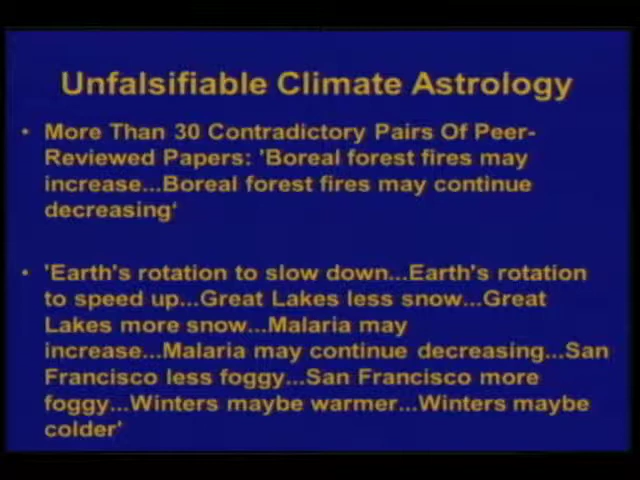 Unfalsifiable Climate Astrology
• More Than 30 Contradictory Pairs Of Peer-
Reviewed Papers: 'Boreal forest fires may
increase...Boreal forest fires may continue
decreasing‘
• 'Earth's rotation to slow down...Earth's rotation
to speed up...Great Lakes less snow...Great
Lakes more snow...Malaria may
increase...Malaria may continue decreasing...San
Francisco less foggy...San Francisco more
foggy...Winters maybe warmer...Winters maybe
colder'